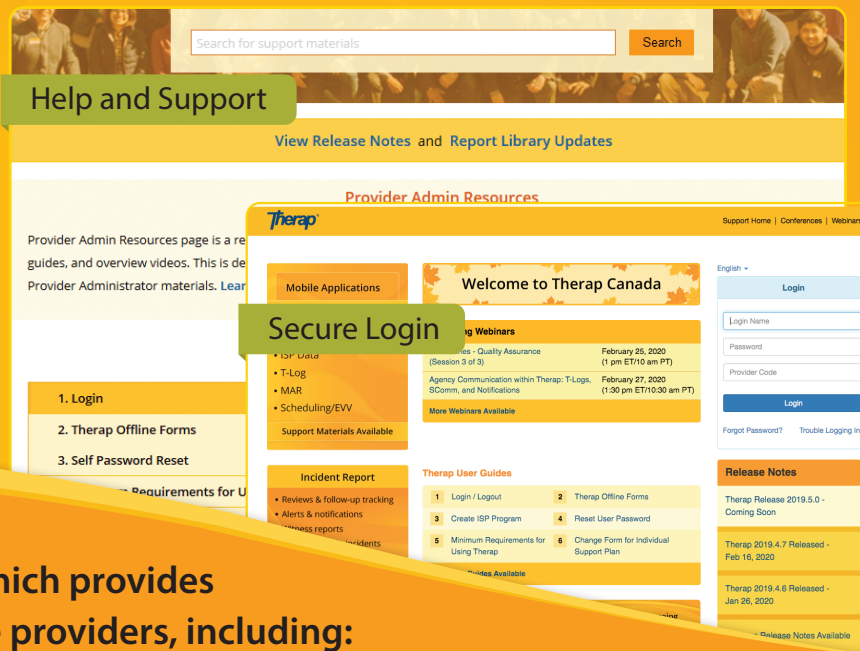 Search for support materials
Search
Help and Support
View Release Notes and Report Library Updates
Provider Admin Resources
Provider Admin Resources page is a re
guides, and overview videos. This is de
Provider Administrator materials. Lear
1. Login
2. Therap Offline Forms
3. Self Password Reset
Requirements for U
Therap
Support Home | Conferences | Webinars
Mobile Applications
Welcome to Therap Canada
Secure Login
• ISP Data
• T-Log
• MAR
• Scheduling/EVV
Support Materials Available
Webinars
- Quality Assurance
(Session 3 of 3)
February 25, 2020
(1 pm ET/10 am PT)
Agency Communication within Therap: T-Logs,
SComm, and Notifications
February 27, 2020
(1:30 pm ET/10:30 am PT)
More Webinars Available
English
Login
Login Name
Password
Provider Code
Login
Forgot Password?
Trouble Logging In
Incident Report
• Reviews & follow-up tracking
• Alerts & notifications
Witness reports
incidents
Therap User Guides
1 Login / Logout
2 Therap Offline Forms
3 Create ISP Program
4 Reset User Password
5 Minimum Requirements for
Using Therap
6 Change Form for Individual
Support Plan
Guides Available
Release Notes
Therap Release 2019.5.0 -
Coming Soon
Therap 2019.4.7 Released -
Feb 16, 2020
Therap 2019.4.6 Released -
Jan 26, 2020
Release Notes Available
hich provides
providers, including: